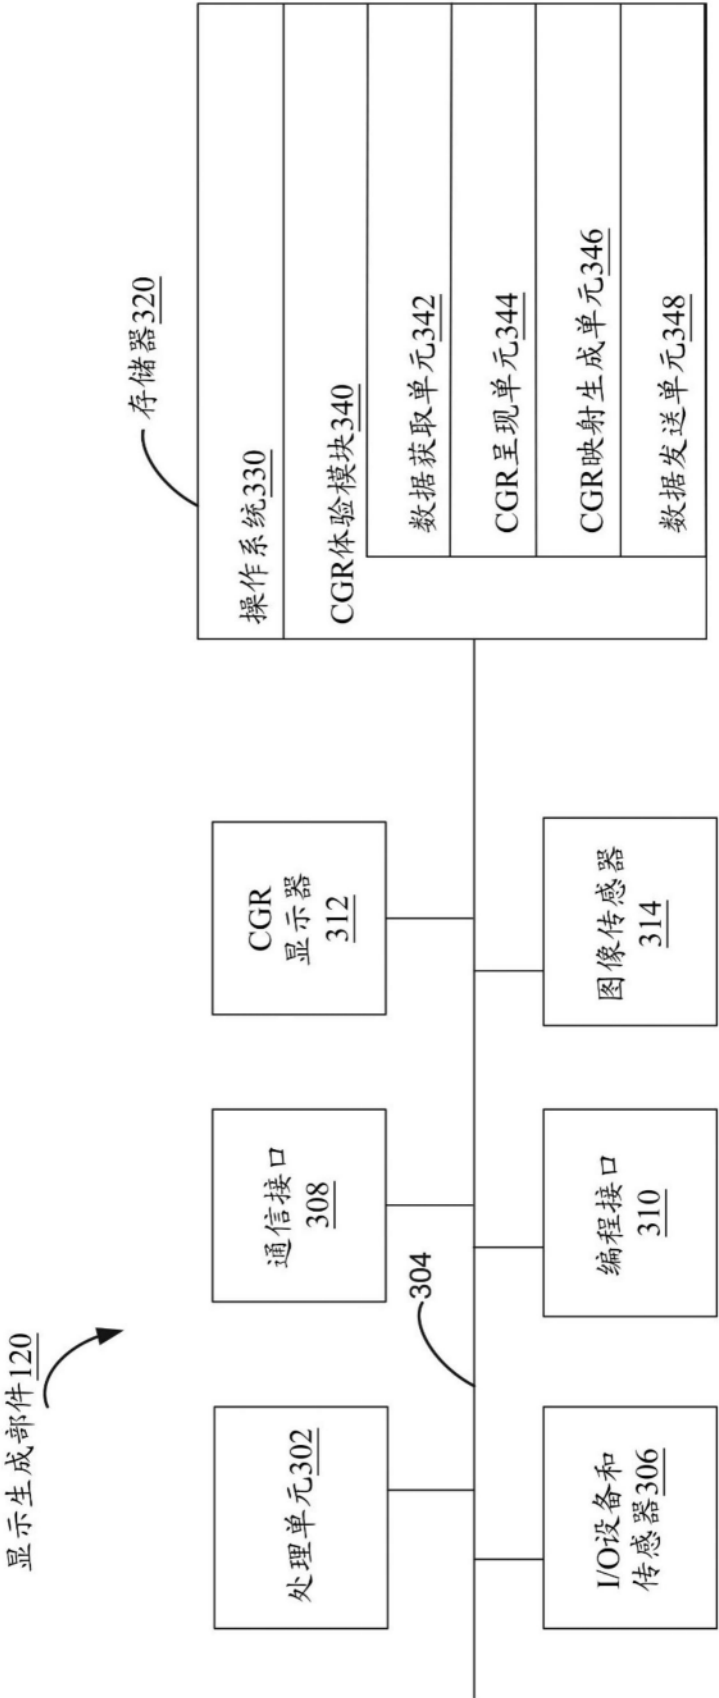 显示生成部件120
存储器320
操作系统330
CGR体验模块340
数据获取单元342
CGR呈现单元344
CGR映射生成单元346
数据发送单元348
处理单元302
通信接口
308
CGR
显示器
312
304
I/O设备和
传感器306
编程接口
310
图像传感器
314